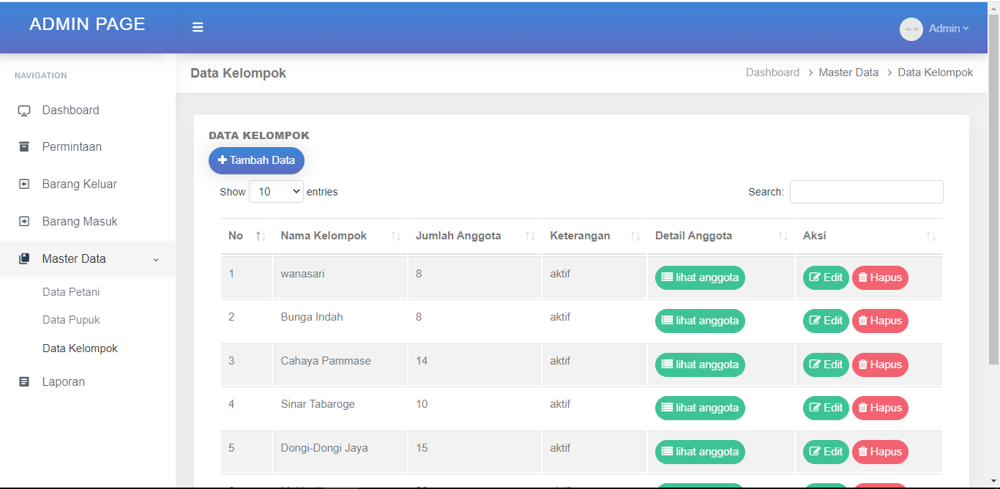 ADMIN PAGE
Admin
NAVIGATION
Dashboard
Permintaan
Barang Keluar
Barang Masuk
Master Data
Data Petani
Data Pupuk
Data Kelompok
Laporan
Data Kelompok
Dashboard > Master Data > Data Kelompok
DATA KELOMPOK
+ Tambah Data
Show 10 entries
Search:
No Nama Kelompok Jumlah Anggota Keterangan Detail Anggota Aksi
1 wanasari 8 aktif lihat anggota Edit Hapus
2 Bunga Indah 8 aktif lihat anggota Edit Hapus
3 Cahaya Pammase 14 aktif lihat anggota Edit Hapus
4 Sinar Tabaroge 10 aktif lihat anggota Edit Hapus
5 Dongi-Dongi Jaya 15 aktif lihat anggota Edit Hapus